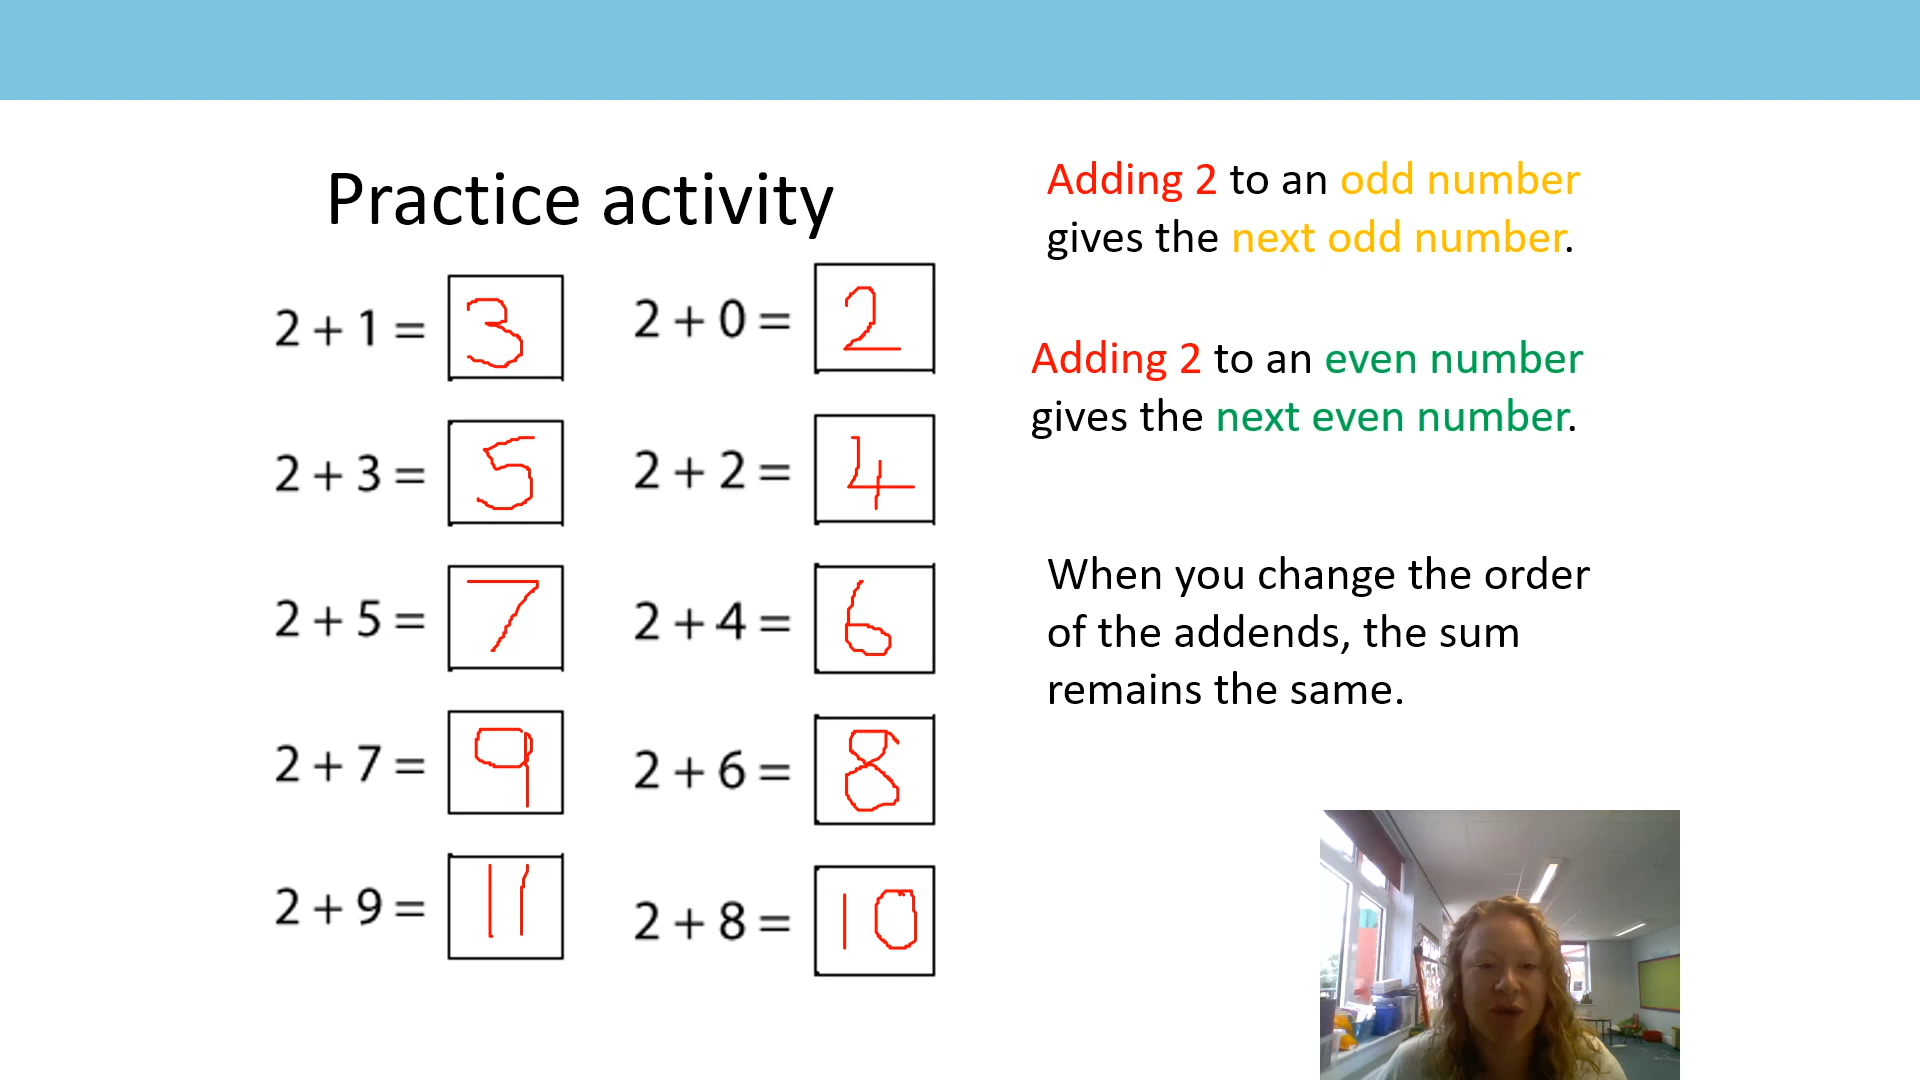 Practice activity
2 + 1 = 3
2 + 3 = 5
2 + 5 = 7
2 + 7 = 9
2 + 9 = 11
2 + 0 = 2
2 + 2 = 4
2 + 4 = 6
2 + 6 = 8
2 + 8 = 10
Adding 2 to an odd number
gives the next odd number.
Adding 2 to an even number
gives the next even number.
When you change the order
of the addends, the sum
remains the same.